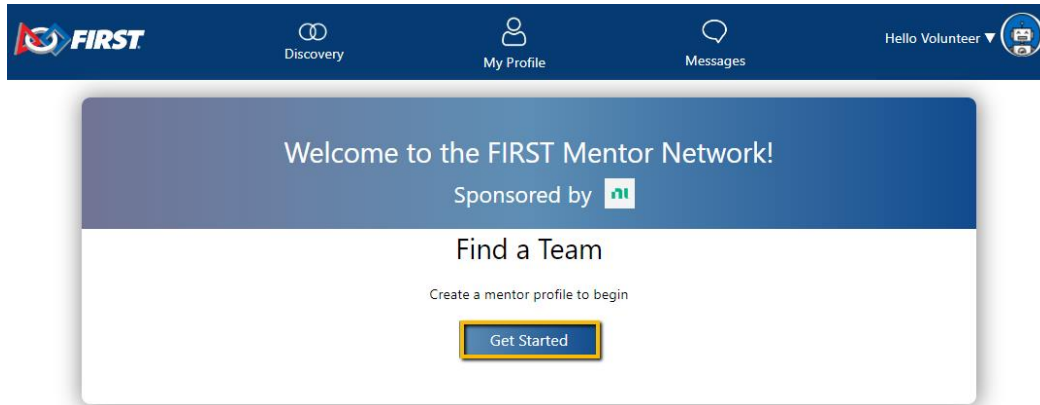 FIRST
Discovery
My Profile
Messages
Hello Volunteer ▼
Welcome to the FIRST Mentor Network!
Sponsored by ni
Find a Team
Create a mentor profile to begin
Get Started